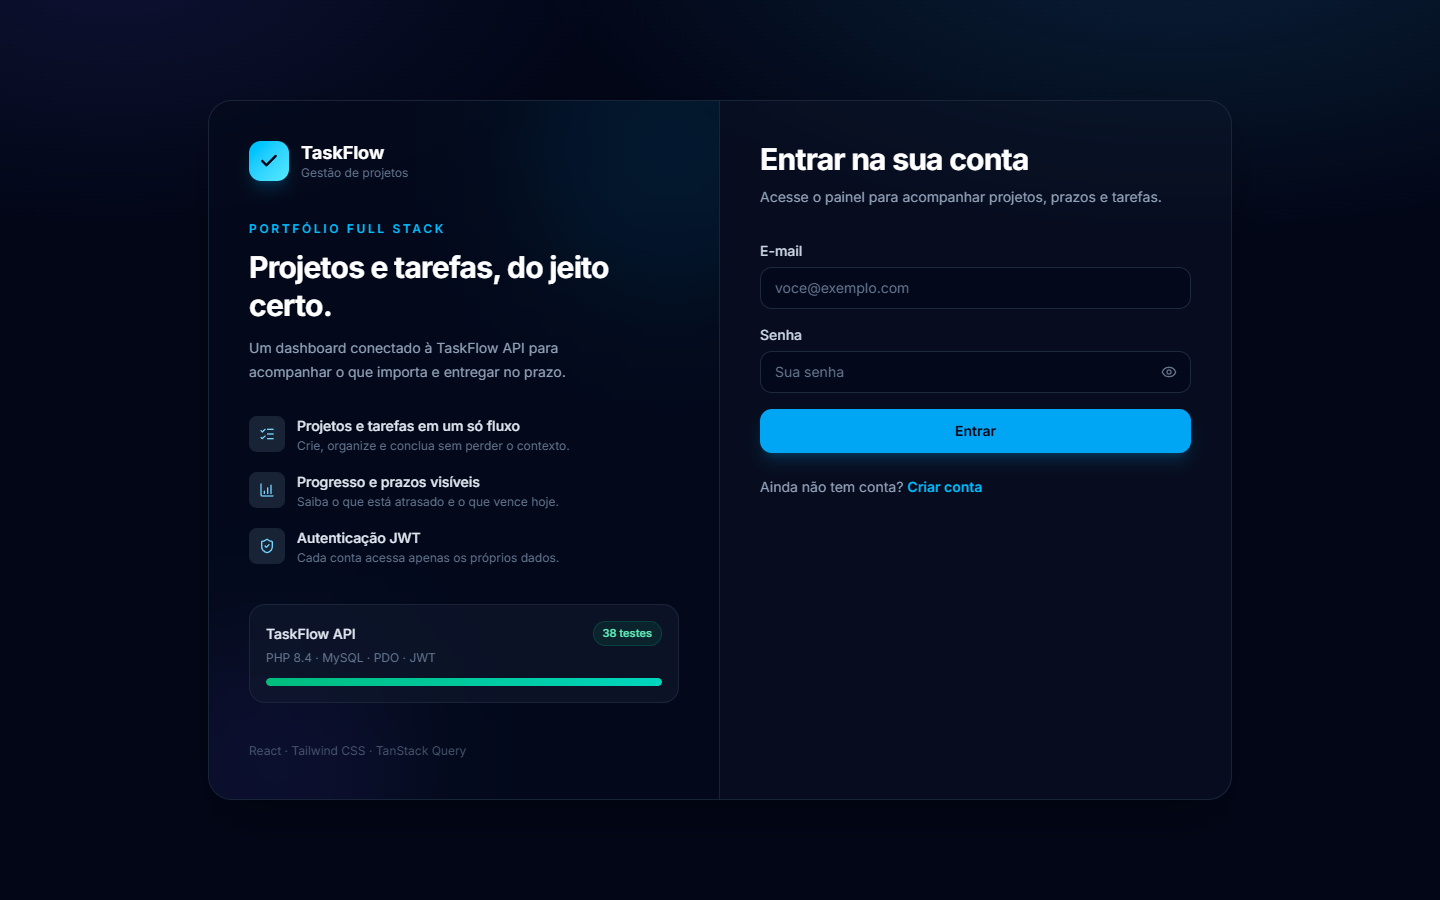 TaskFlow
Gestão de projetos
PORTFÓLIO FULL STACK
Projetos e tarefas, do jeito
certo.
Um dashboard conectado à TaskFlow API para
acompanhar o que importa e entregar no prazo.
Projetos e tarefas em um só fluxo
Crie, organize e conclua sem perder o contexto.
Progresso e prazos visíveis
Saiba o que está atrasado e o que vence hoje.
Autenticação JWT
Cada conta acessa apenas os próprios dados.
TaskFlow API
38 testes
PHP 8.4 · MySQL · PDO · JWT
React · Tailwind CSS · TanStack Query
Entrar na sua conta
Acesse o painel para acompanhar projetos, prazos e tarefas.
E-mail
voce@exemplo.com
Senha
Sua senha
Entrar
Ainda não tem conta? Criar conta